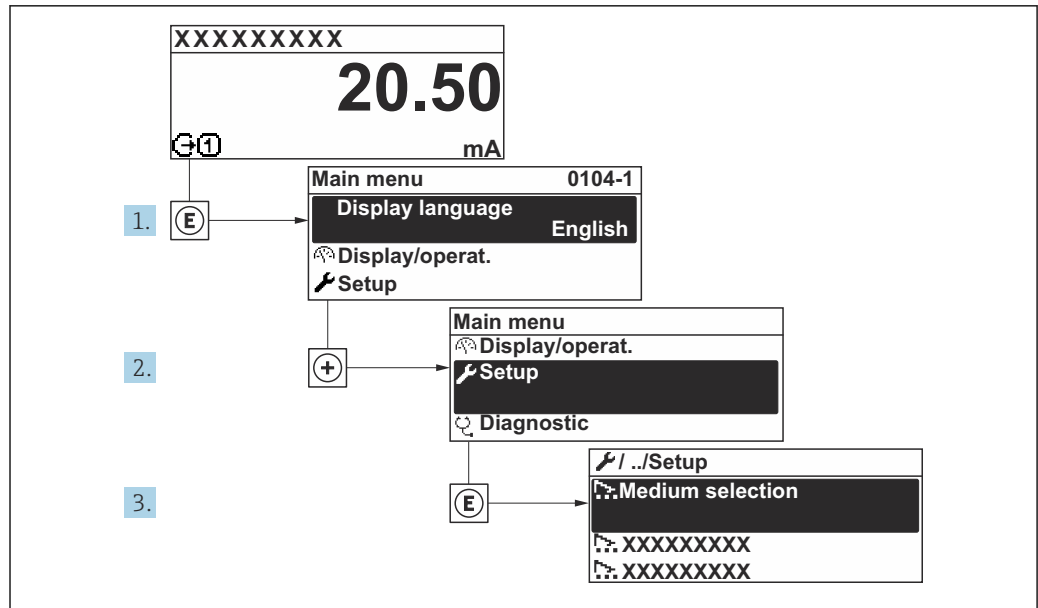 XXXXXXXXX
20.50
1 mA
1. E
Main menu 0104-1
Display language
English
Display/operat.
Setup
2. +
Main menu
Display/operat.
Setup
Diagnostic
3. E
/ ../Setup
Medium selection
XXXXXXXXX
XXXXXXXXX